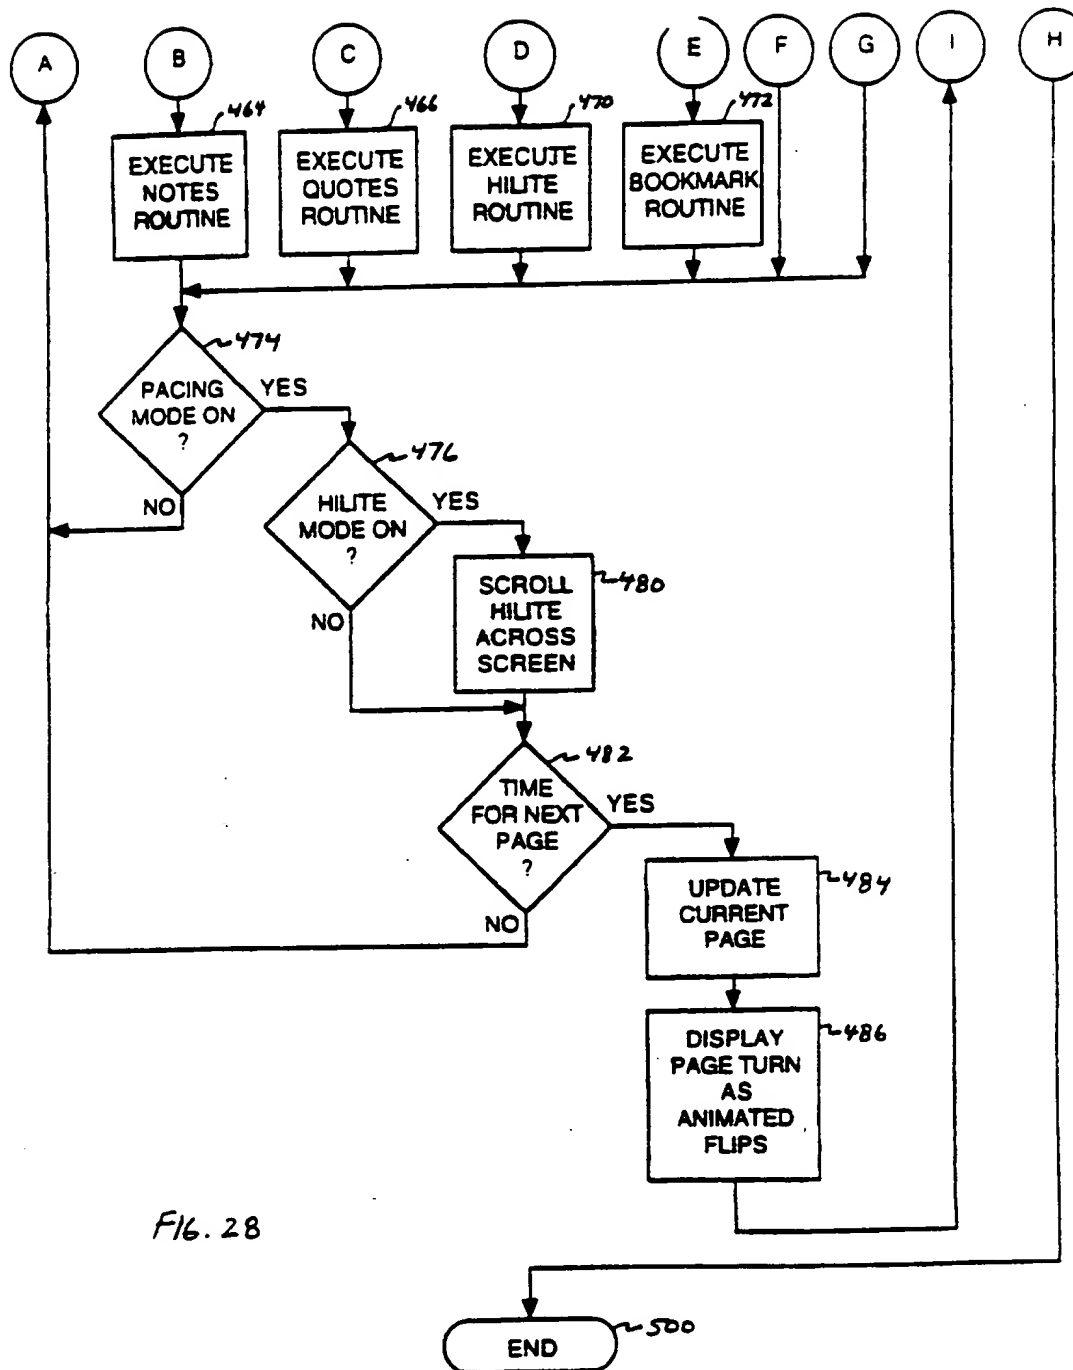 A
B
C
D
E
F
G
I
H
464
466
470
472
EXECUTE
NOTES
ROUTINE
EXECUTE
QUOTES
ROUTINE
EXECUTE
HILITE
ROUTINE
EXECUTE
BOOKMARK
ROUTINE
474
PACING
MODE ON
?
YES
NO
476
HILITE
MODE ON
?
YES
NO
480
SCROLL
HILITE
ACROSS
SCREEN
482
TIME
FOR NEXT
PAGE
?
YES
NO
484
UPDATE
CURRENT
PAGE
486
DISPLAY
PAGE TURN
AS
ANIMATED
FLIPS
FIG. 28
500
END